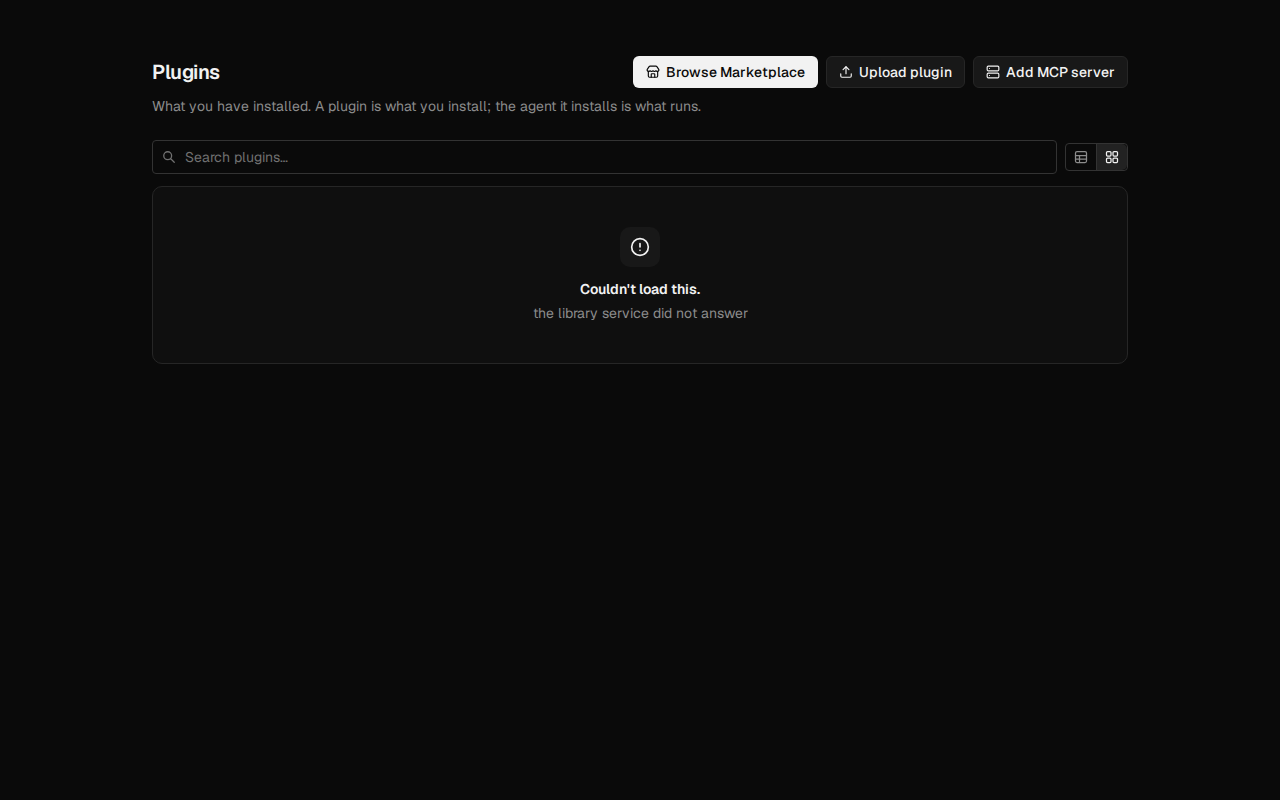 Plugins
Browse Marketplace
Upload plugin
Add MCP server
What you have installed. A plugin is what you install; the agent it installs is what runs.
Search plugins...
Couldn't load this.
the library service did not answer